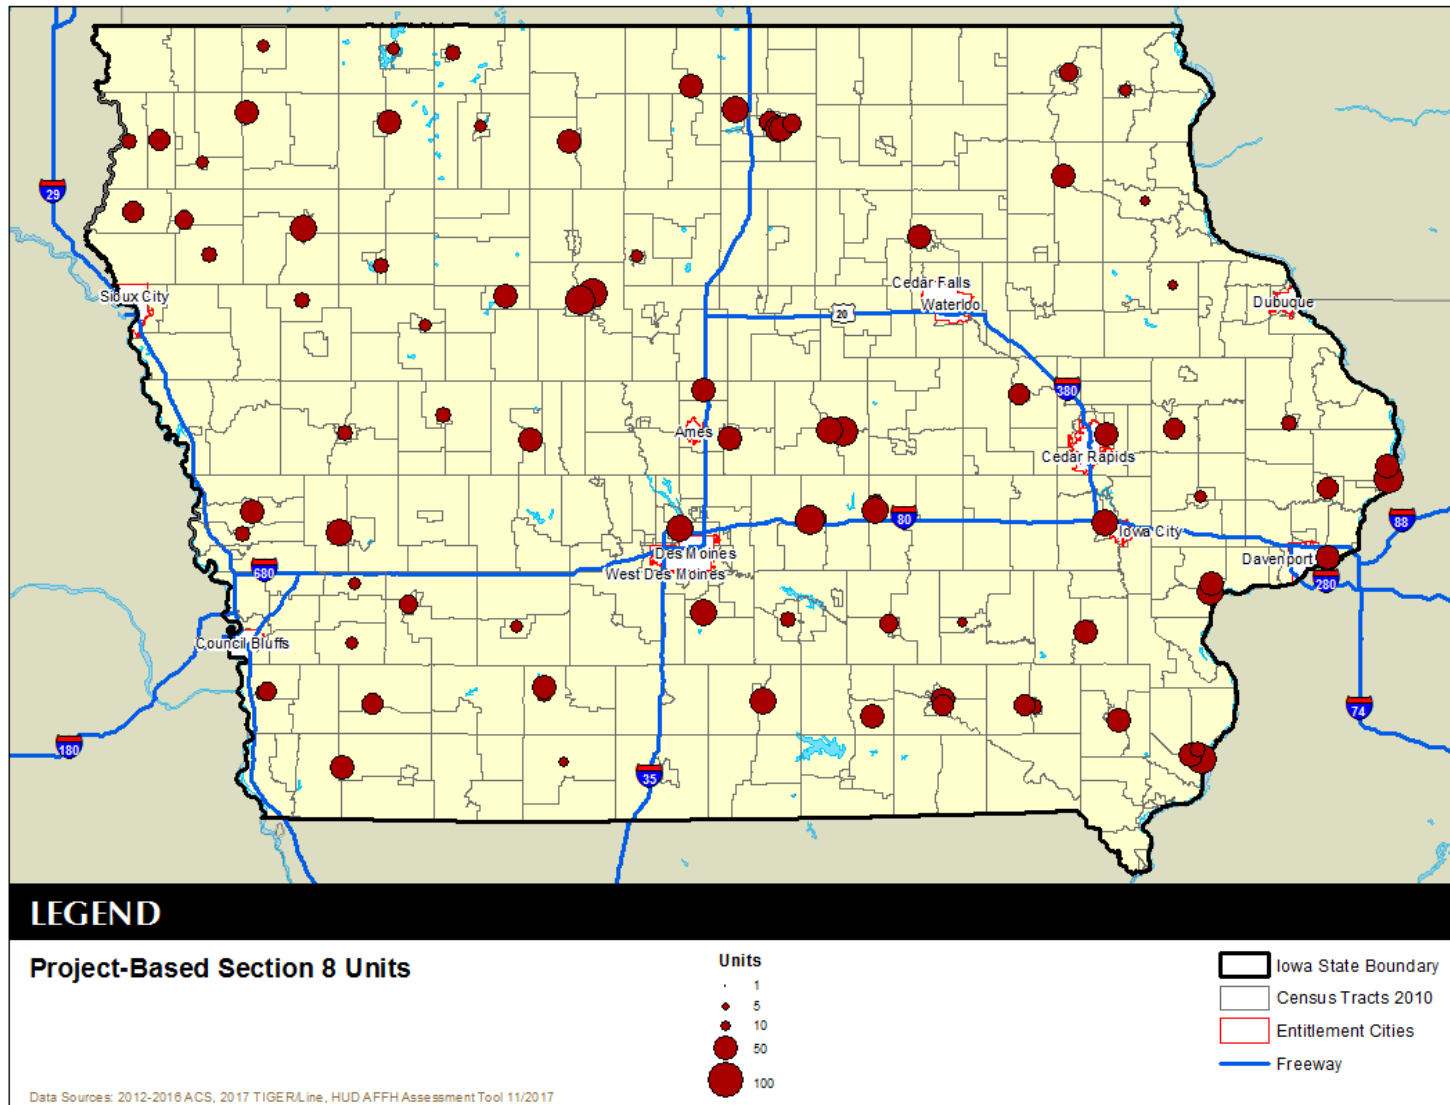 29
Sioux City
Cedar Falls
Waterloo
20
Dubuque
380
Ames
Cedar Rapids
80
88
Iowa City
Des Moines
Davenport
West Des Moines
680
280
Council Bluffs
74
180
35
LEGEND
Project-Based Section 8 Units
Units
1
5
10
50
100
Iowa State Boundary
Census Tracts 2010
Entitlement Cities
Freeway
Data Sources: 2012-2016 ACS, 2017 TIGER/Line, HUD AFFH Assessment Tool 11/2017